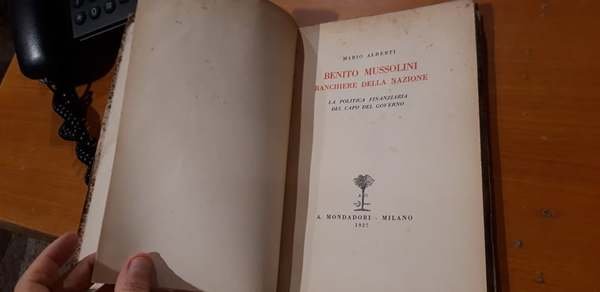 MARIO ALBERTI
BENITO MUSSOLINI
BANCHIERE DELLA NAZIONE
LA POLITICA FINANZIARIA
DEL CAPO DEL GOVERNO
A. MONDADORI - MILANO
1927